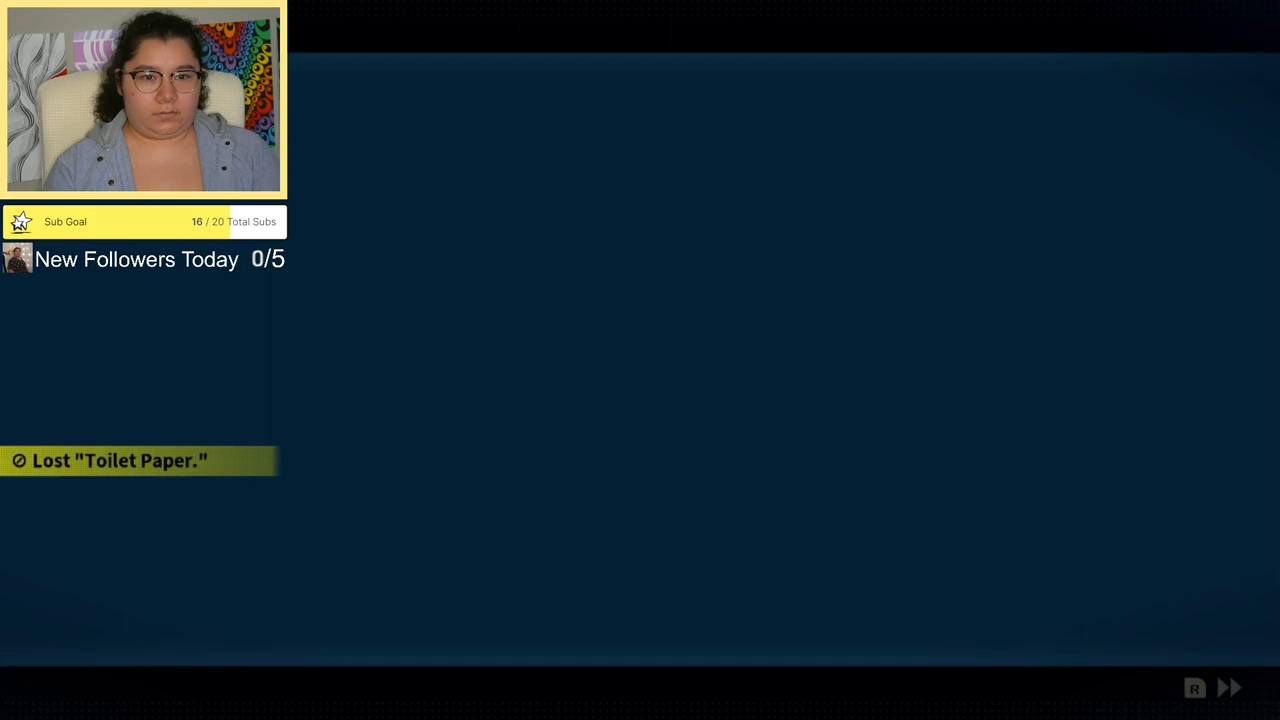 Sub Goal 16 / 20 Total Subs
New Followers Today 0/5
Lost "Toilet Paper."
R